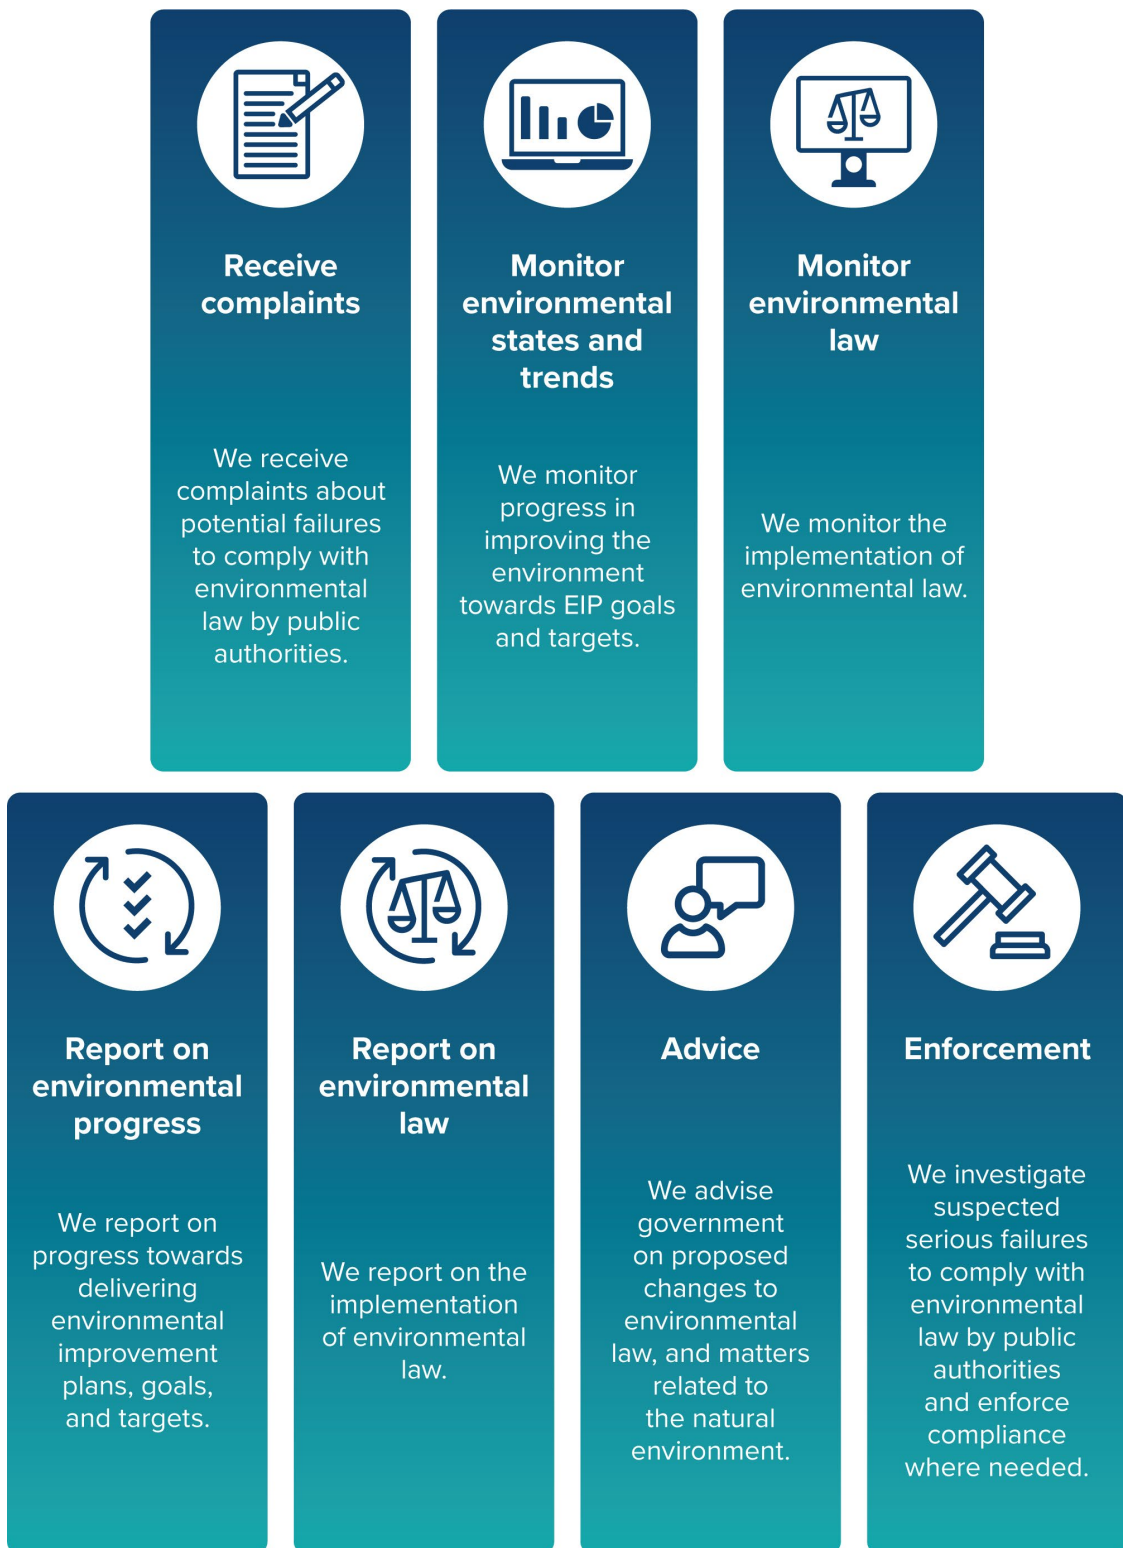 Receive
complaints
We receive
complaints about
potential failures
to comply with
environmental
law by public
authorities.
Monitor
environmental
states and
trends
We monitor
progress in
improving the
environment
towards EIP goals
and targets.
Monitor
environmental
law
We monitor the
implementation of
environmental law.
Report on
environmental
progress
We report on
progress towards
delivering
environmental
improvement
plans, goals,
and targets.
Report on
environmental
law
We report on the
implementation
of environmental
law.
Advice
We advise
government
on proposed
changes to
environmental
law, and matters
related to
the natural
environment.
Enforcement
We investigate
suspected
serious failures
to comply with
environmental
law by public
authorities
and enforce
compliance
where needed.